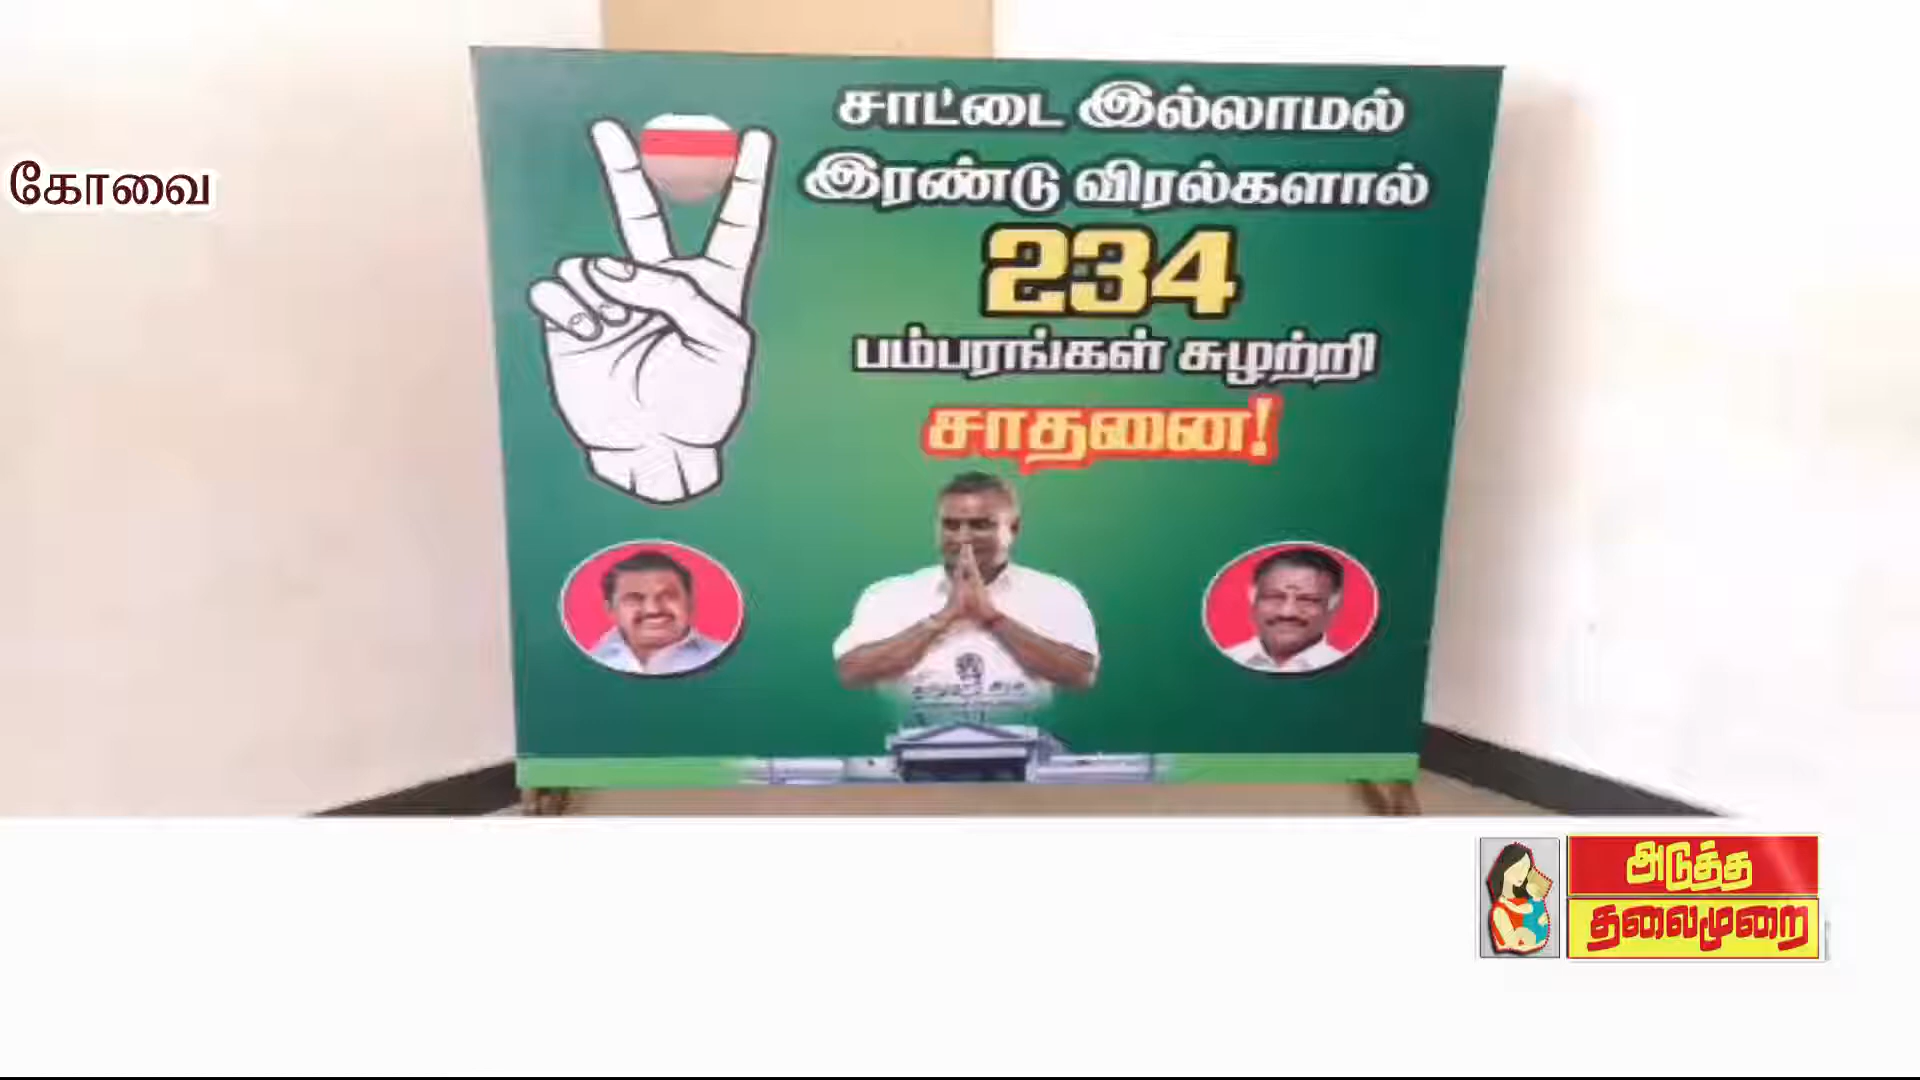 கோவை
சாட்டை இல்லாமல்
இரண்டு விரல்களால்
234
பம்பரங்கள் சுழற்றி
சாதனை!
அடுத்த
தலைமுறை